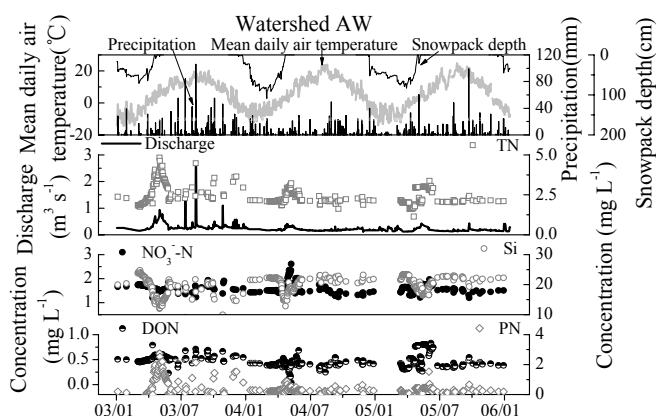 Watershed AW
Mean daily air temperature(℃)
20
0
-20
Precipitation
Mean daily air temperature
Snowpack depth
120
80
40
0
Precipitation(mm)
0
100
200
Snowpack depth(cm)
Discharge (m³ s⁻¹)
3
2
1
0
Discharge
TN
5.0
2.5
0.0
Concentration (mg L⁻¹)
3
2
1
NO₃⁻-N
Si
30
20
10
Concentration (mg L⁻¹)
1.0
0.5
0.0
DON
PN
4
2
0
03/01
03/07
04/01
04/07
05/01
05/07
06/01